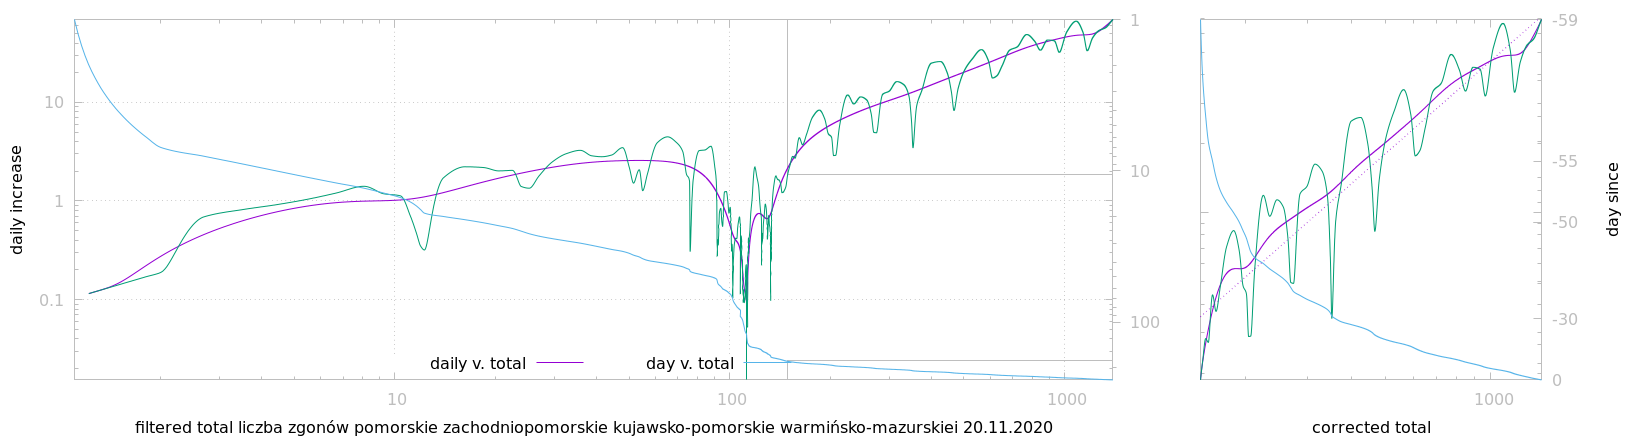 daily increase
10
1
0.1
1
10
100
-59
-55
-50
-30
0
day since
daily v. total
day v. total
10
100
1000
1000
filtered total liczba zgonów pomorskie zachodniopomorskie kujawsko-pomorskie warmińsko-mazurskiei 20.11.2020
corrected total